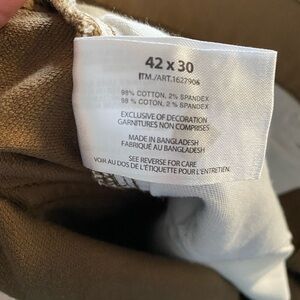 42 x 30
ITM./ART.1627906
98% COTTON, 2% SPANDEX
98 % COTON, 2 % SPANDEX
EXCLUSIVE OF DECORATION
GARNITURES NON COMPRISES
MADE IN BANGLADESH
FABRIQUÉ AU BANGLADESH
SEE REVERSE FOR CARE
VOIR AU DOS DE L'ÉTIQUETTE POUR L'ENTRETIEN.